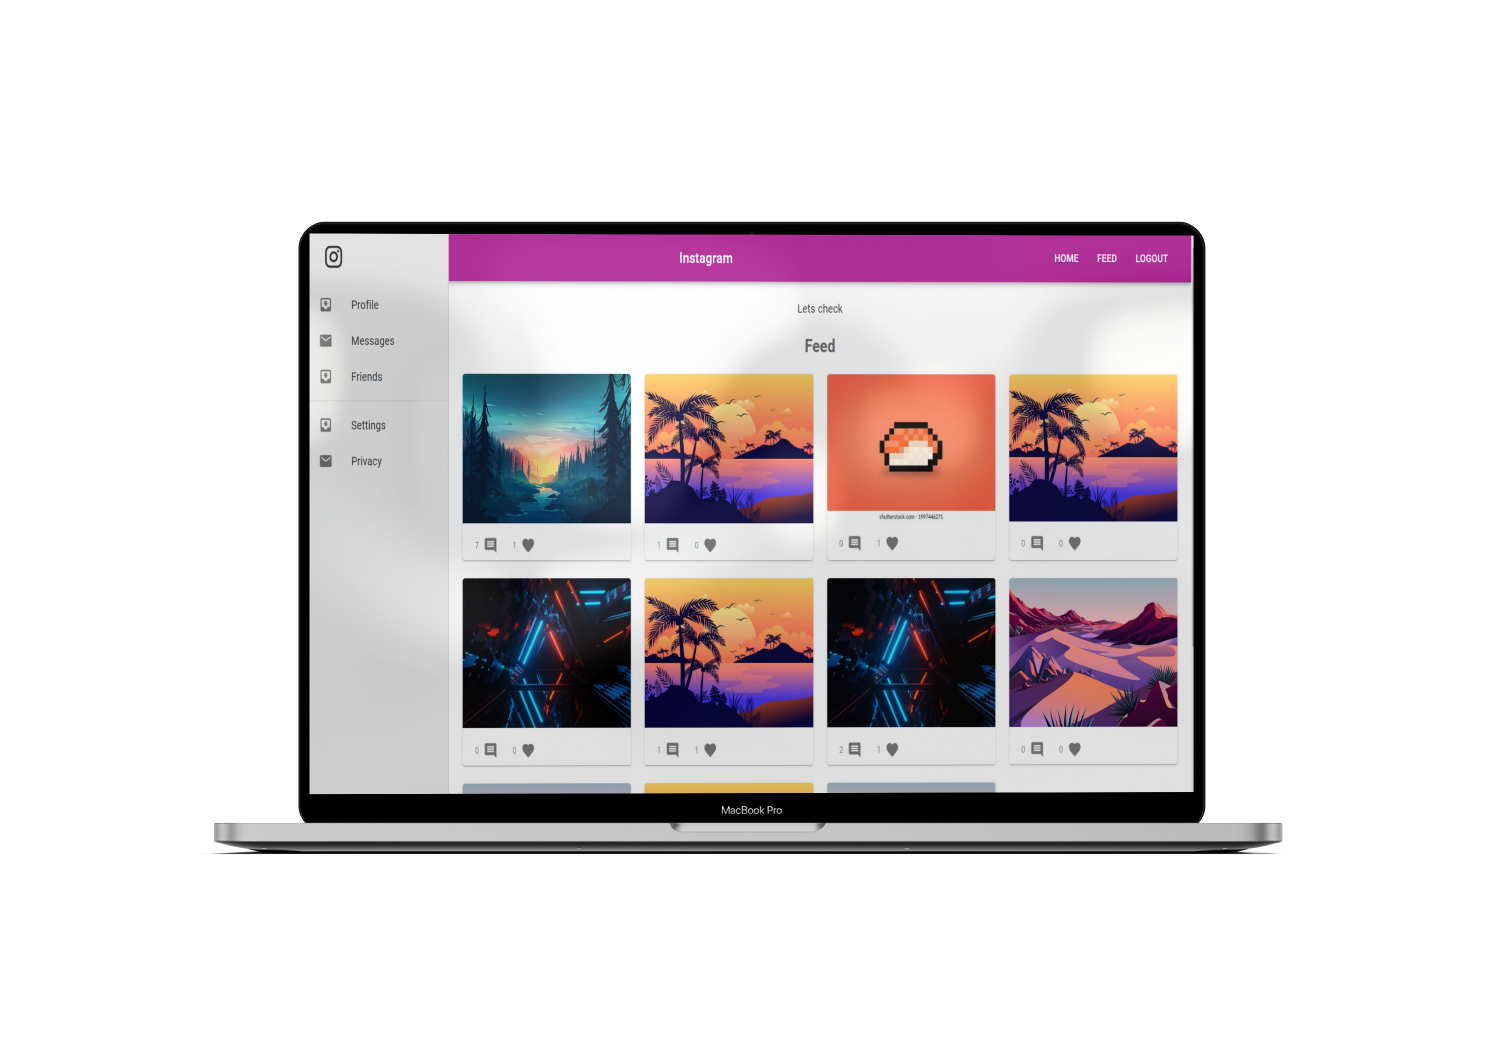 Instagram
HOME FEED LOGOUT
Profile
Messages
Friends
Settings
Privacy
Lets check
Feed
shutterstock.com · 1997446271
7 1
1 0
0 1
0 0
0 0
1 1
2 1
0 0
MacBook Pro